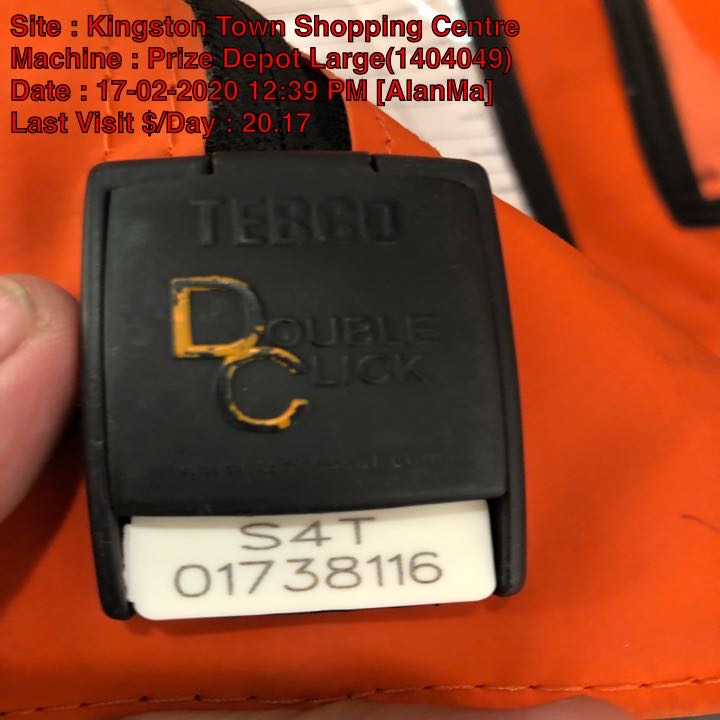 Site : Kingston Town Shopping Centre
Machine : Prize Depot Large(1404049)
Date : 17-02-2020 12:39 PM [AlanMa]
Last Visit $/Day : 20.17
TEBCO
DOUBLE
CLICK
S4T
01738116